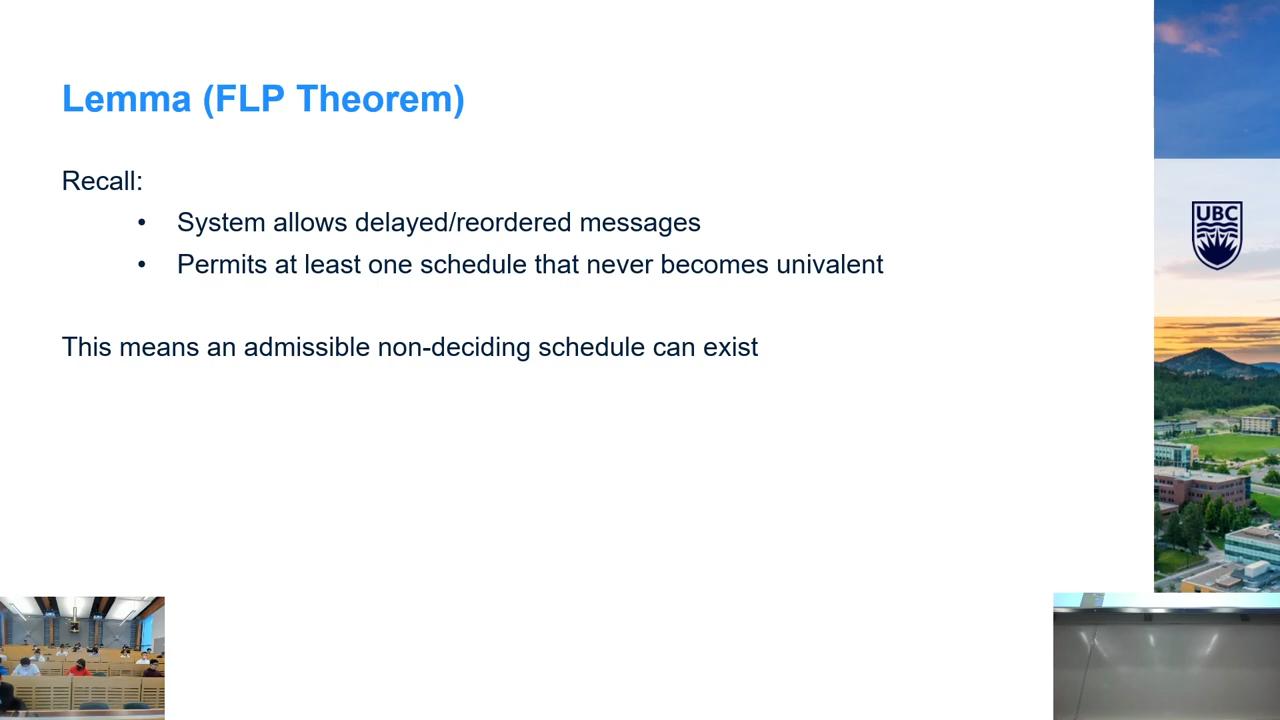 Lemma (FLP Theorem)
Recall:
• System allows delayed/reordered messages
• Permits at least one schedule that never becomes univalent
This means an admissible non-deciding schedule can exist
UBC